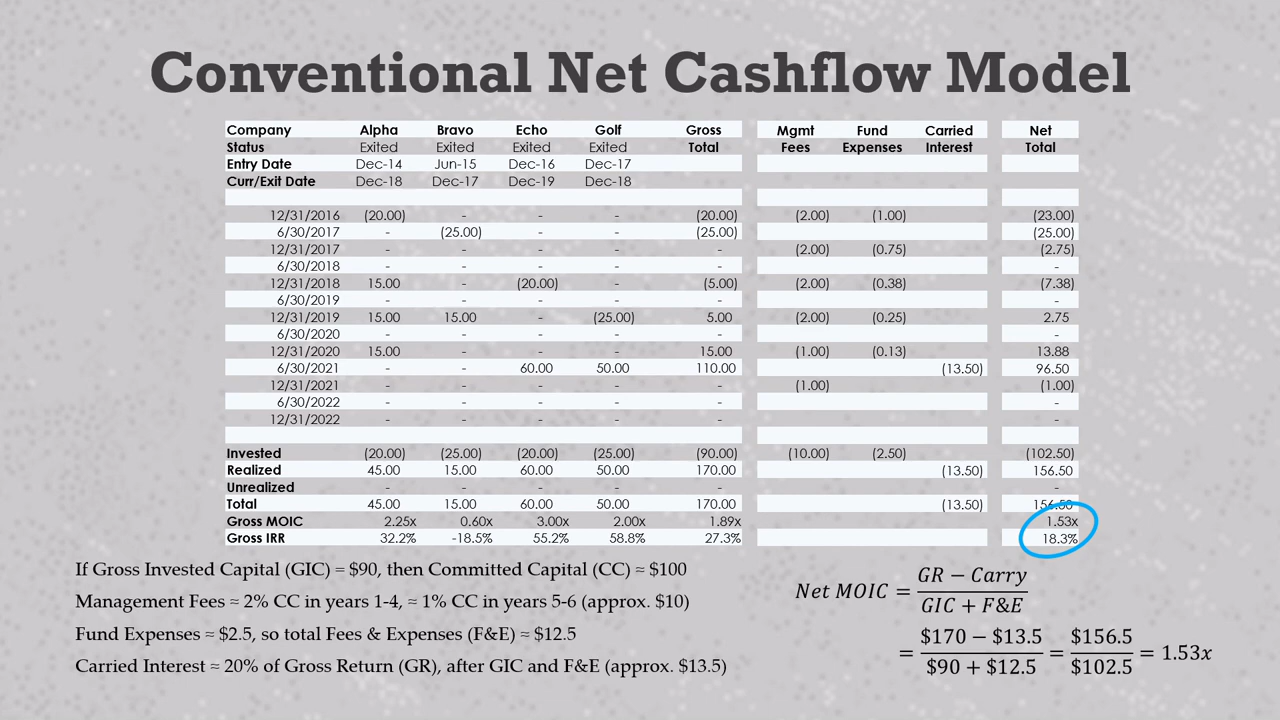 Conventional Net Cashflow Model
Company Alpha Bravo Echo Golf Gross Mgmt Fund Carried Net
Status Exited Exited Exited Exited Total Fees Expenses Interest Total
Entry Date Dec-14 Jun-15 Dec-16 Dec-17
Curr/Exit Date Dec-18 Dec-17 Dec-19 Dec-18
12/31/2016 (20.00) - - - (20.00) (2.00) (1.00) (23.00)
6/30/2017 - (25.00) - - (25.00) (25.00)
12/31/2017 - - - - - (2.00) (0.75) (2.75)
6/30/2018 - - - - - -
12/31/2018 15.00 - (20.00) - (5.00) (2.00) (0.38) (7.38)
6/30/2019 - - - - - -
12/31/2019 15.00 15.00 - (25.00) 5.00 (2.00) (0.25) 2.75
6/30/2020 - - - - - -
12/31/2020 15.00 - - - 15.00 (1.00) (0.13) 13.88
6/30/2021 - - 60.00 50.00 110.00 (13.50) 96.50
12/31/2021 - - - - - (1.00) (1.00)
6/30/2022 - - - - - -
12/31/2022 - - - - - -
Invested (20.00) (25.00) (20.00) (25.00) (90.00) (10.00) (2.50) (102.50)
Realized 45.00 15.00 60.00 50.00 170.00 (13.50) 156.50
Unrealized - - - - - -
Total 45.00 15.00 60.00 50.00 170.00 (13.50) 156.50
Gross MOIC 2.25x 0.60x 3.00x 2.00x 1.89x 1.53x
Gross IRR 32.2% -18.5% 55.2% 58.8% 27.3% 18.3%
If Gross Invested Capital (GIC) = $90, then Committed Capital (CC) ≈ $100
Management Fees ≈ 2% CC in years 1-4, ≈ 1% CC in years 5-6 (approx. $10)
Fund Expenses ≈ $2.5, so total Fees & Expenses (F&E) ≈ $12.5
Carried Interest ≈ 20% of Gross Return (GR), after GIC and F&E (approx. $13.5)
GR − Carry
Net MOIC =
GIC + F&E
$170 − $13.5 $156.5
= = = 1.53x
$90 + $12.5 $102.5